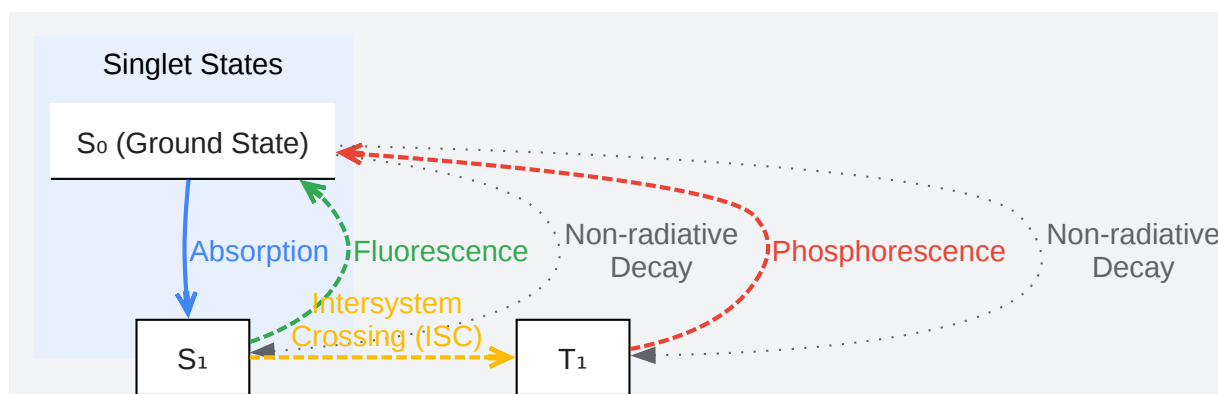 Singlet States
S₀ (Ground State)
Absorption
Fluorescence
Non-radiative
Decay
Phosphorescence
Non-radiative
Decay
Intersystem
Crossing (ISC)
S₁
T₁